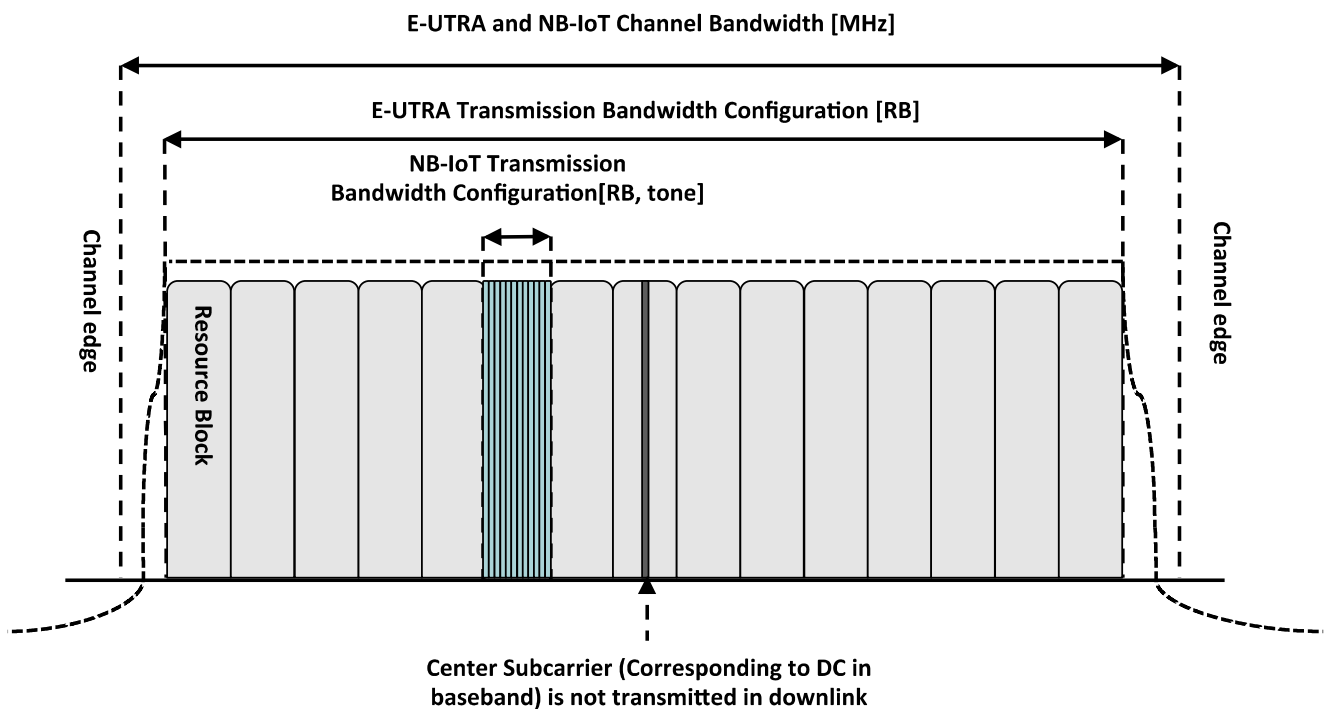 E-UTRA and NB-IoT Channel Bandwidth [MHz]
E-UTRA Transmission Bandwidth Configuration [RB]
NB-IoT Transmission
Bandwidth Configuration[RB, tone]
Channel edge
Resource Block
Channel edge
Center Subcarrier (Corresponding to DC in
baseband) is not transmitted in downlink